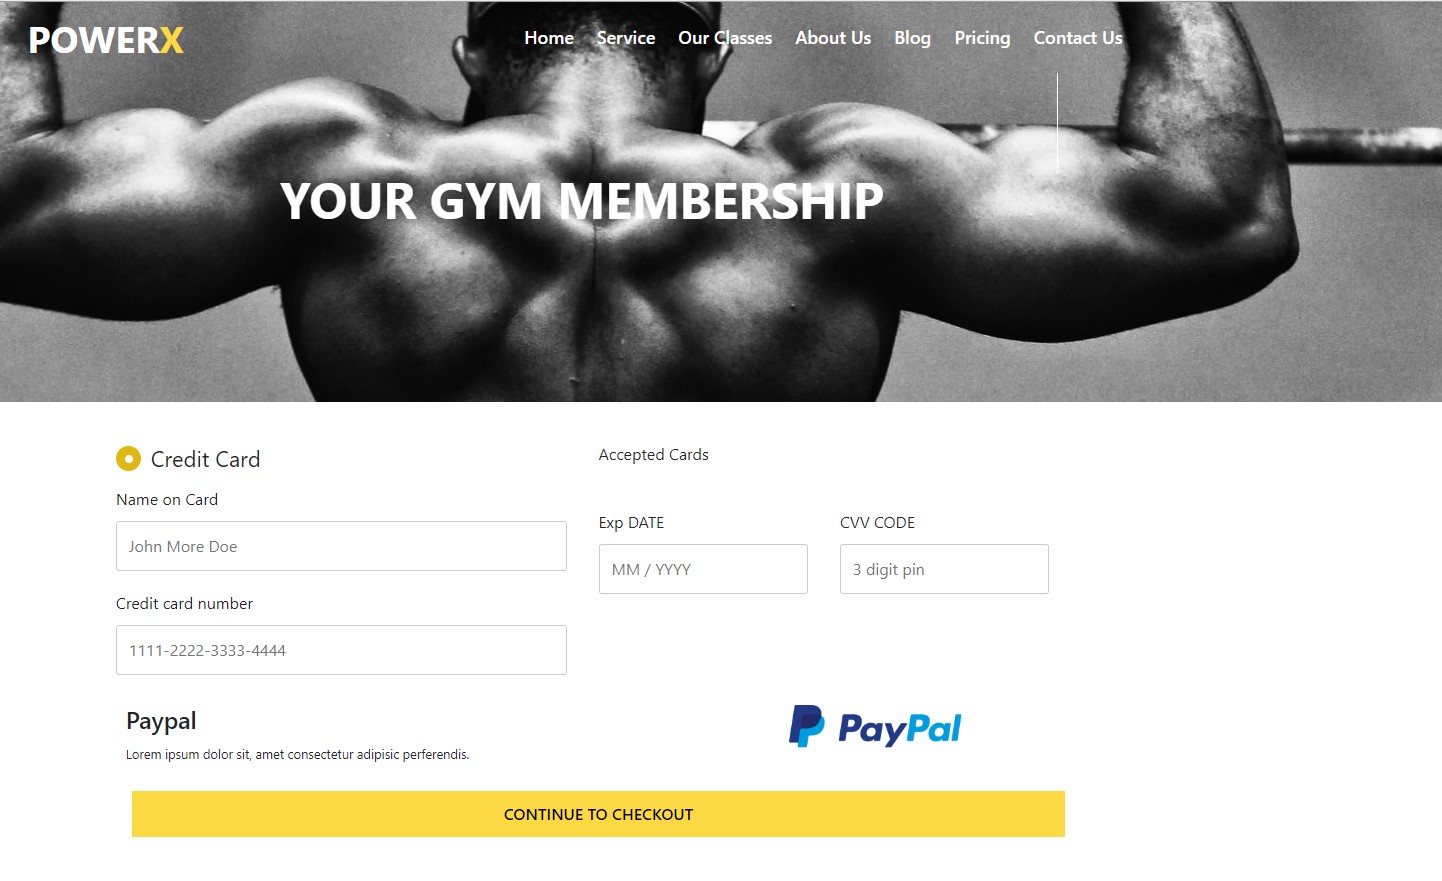 POWERX
Home Service Our Classes About Us Blog Pricing Contact Us
YOUR GYM MEMBERSHIP
Credit Card
Accepted Cards
Name on Card
John More Doe
Exp DATE CVV CODE
MM / YYYY 3 digit pin
Credit card number
1111-2222-3333-4444
Paypal
PayPal
Lorem ipsum dolor sit, amet consectetur adipisic perferendis.
CONTINUE TO CHECKOUT